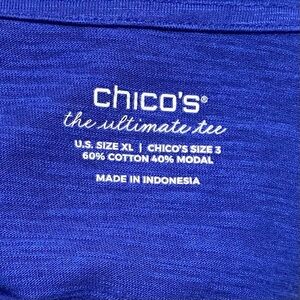 chico's®
the ultimate tee
U.S. SIZE XL | CHICO'S SIZE 3
60% COTTON 40% MODAL
MADE IN INDONESIA